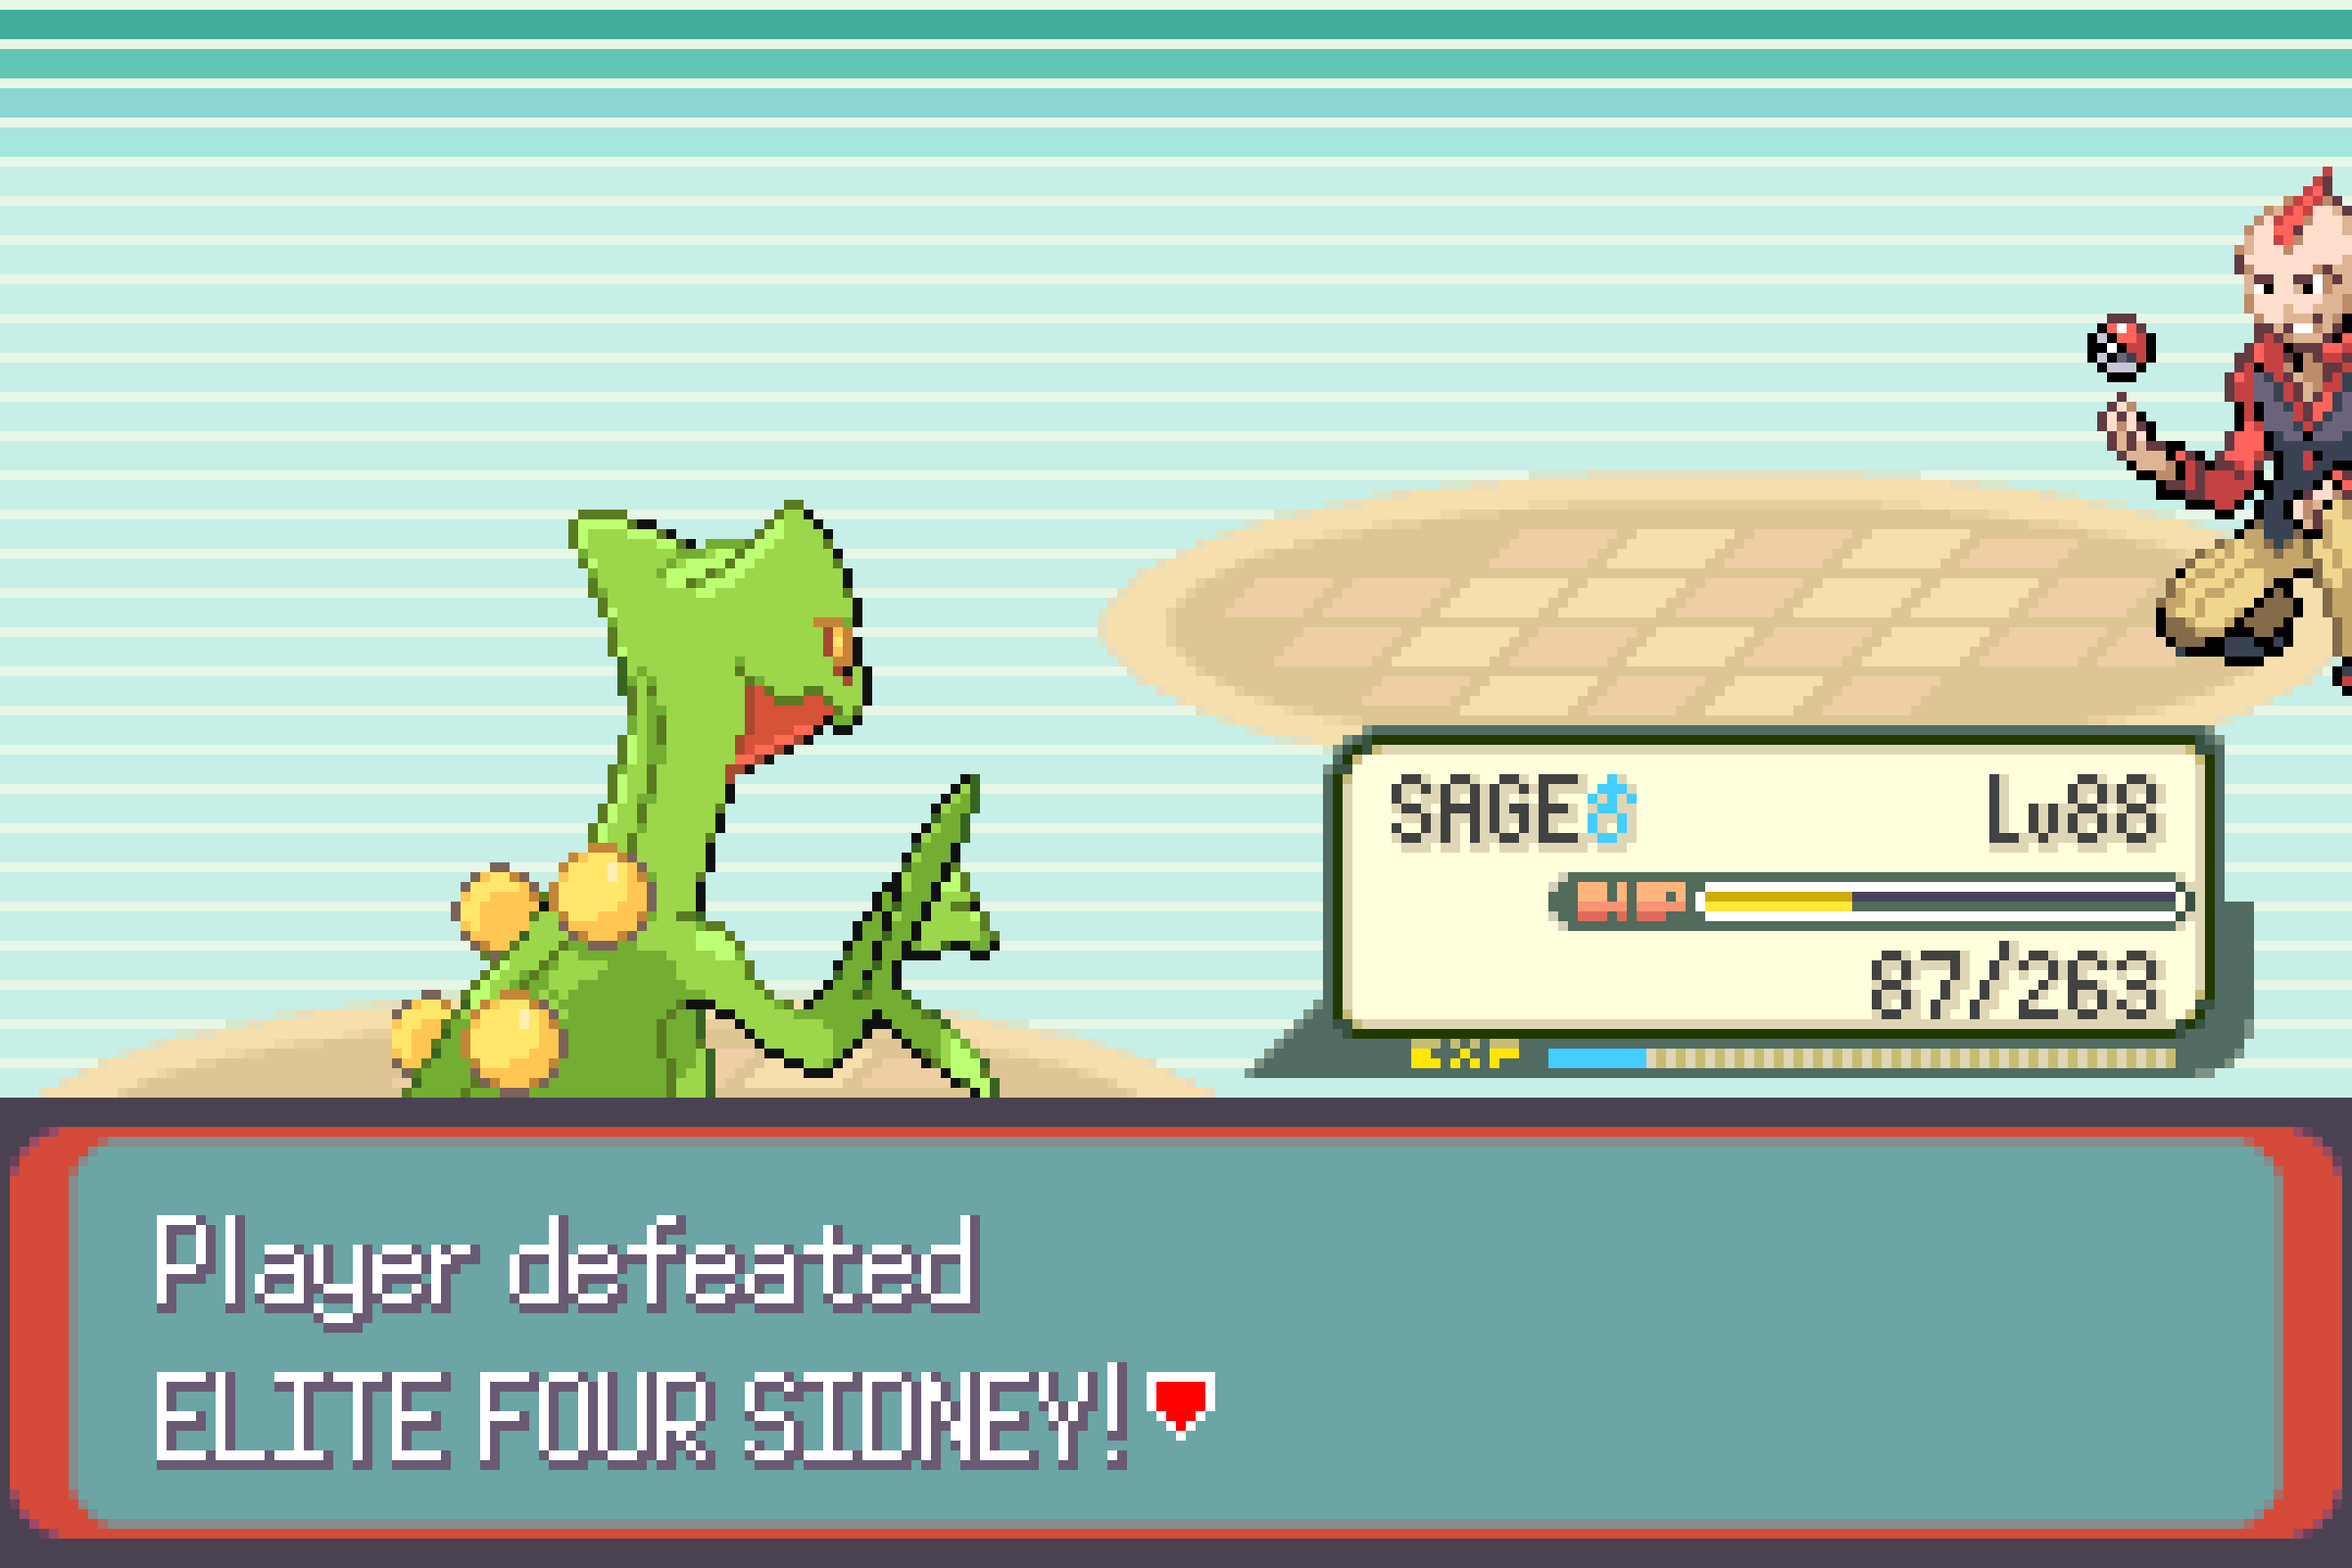 SAGE♂ Lv88
HP
87/263
EXP
Player defeated
ELITE FOUR SIDNEY!